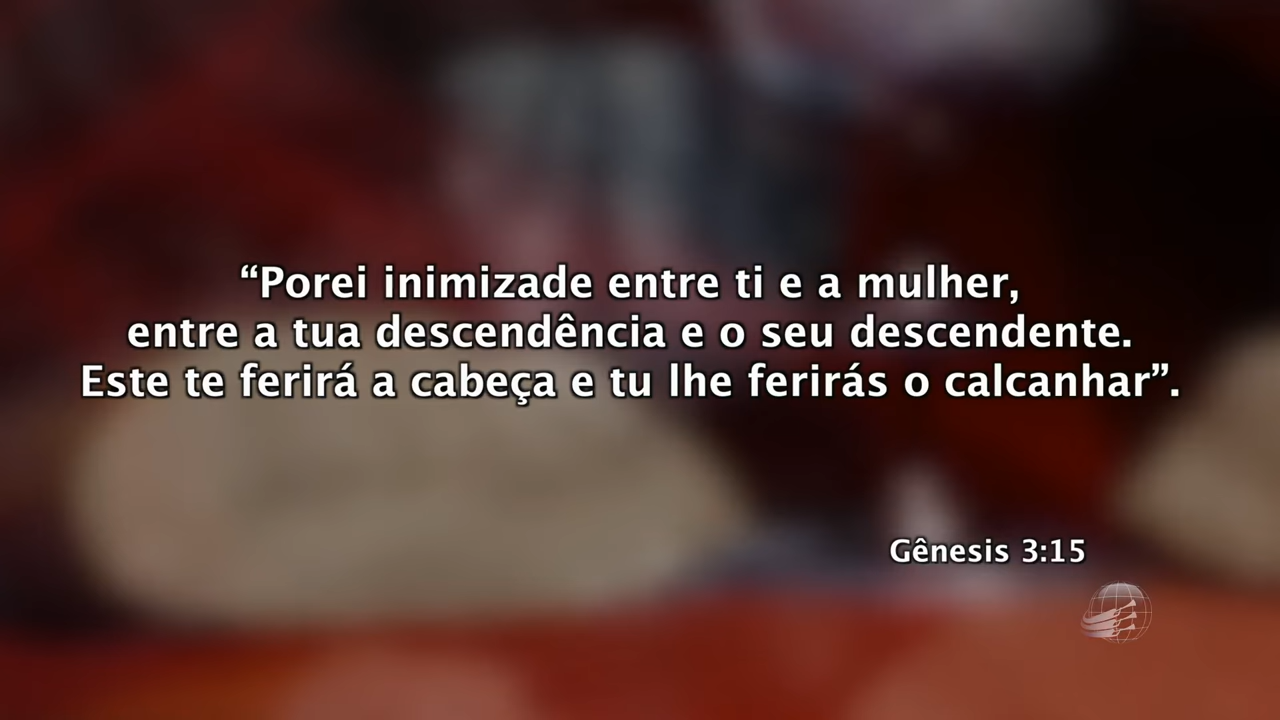 “Porei inimizade entre ti e a mulher,
entre a tua descendência e o seu descendente.
Este te ferirá a cabeça e tu lhe ferirás o calcanhar”.
Gênesis 3:15